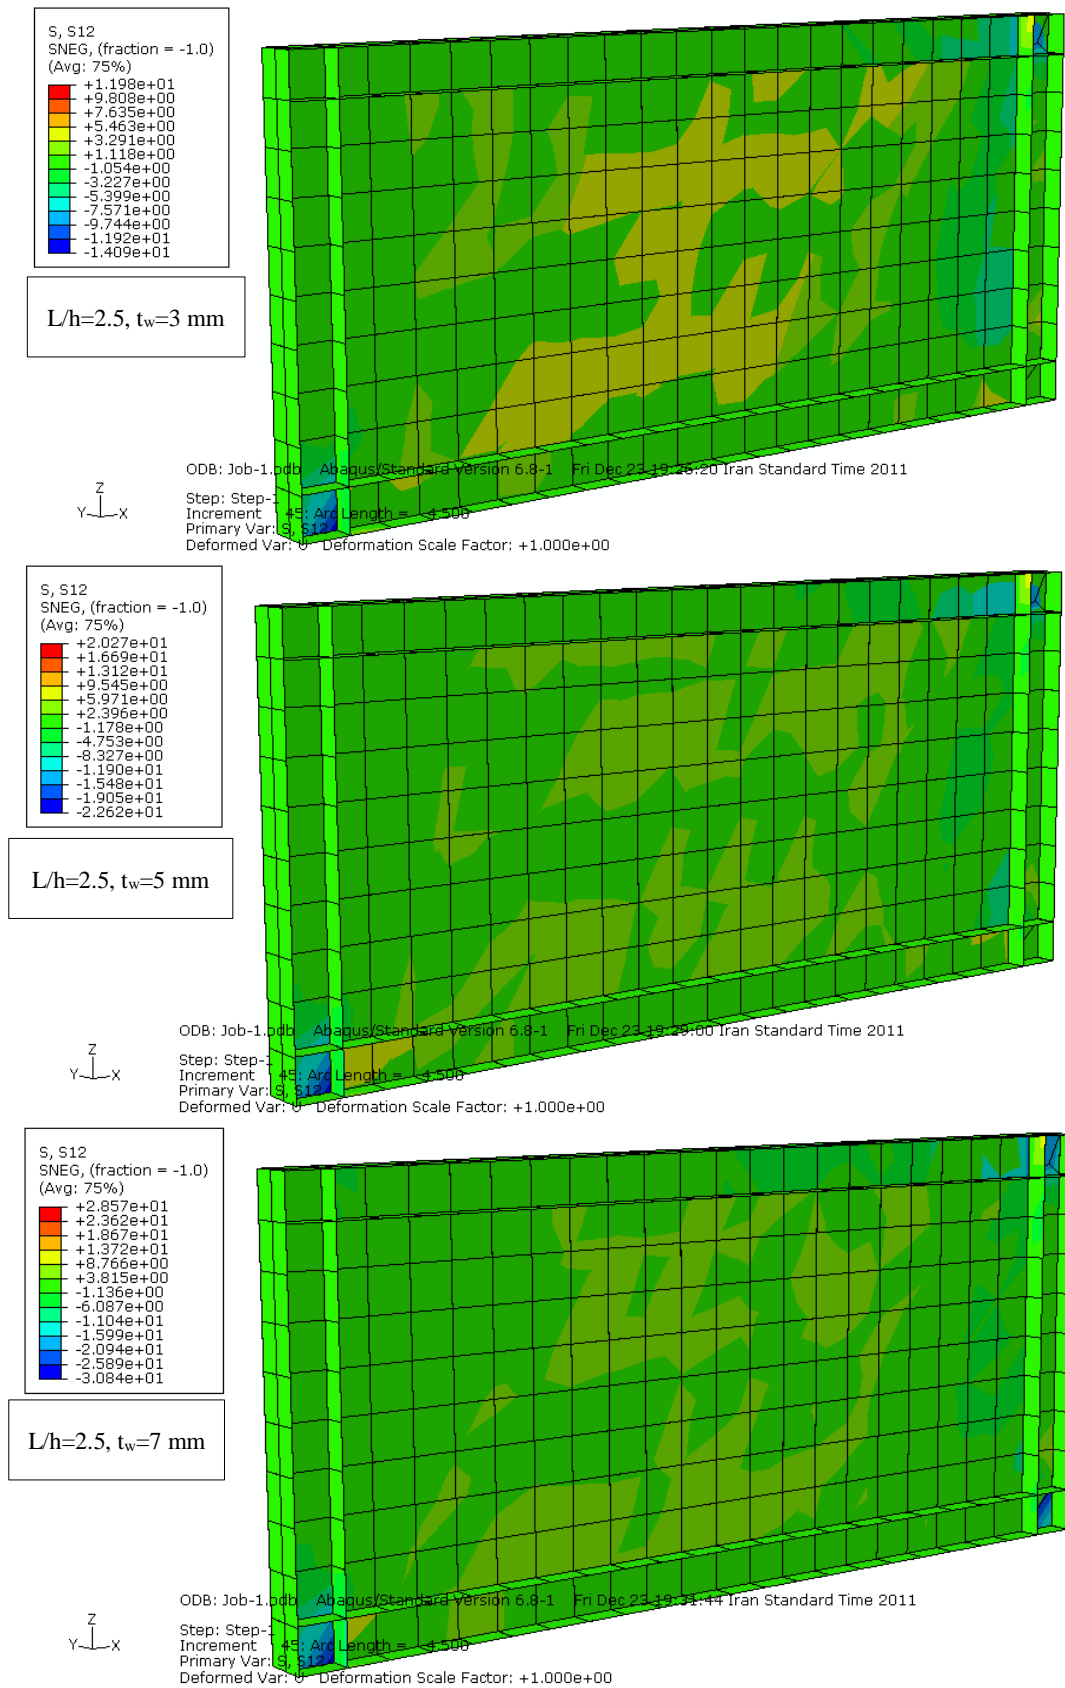 S, S12
SNEG, (fraction = -1.0)
(Avg: 75%)
+1.198e+01
+9.808e+00
+7.635e+00
+5.463e+00
+3.291e+00
+1.118e+00
-1.054e+00
-3.227e+00
-5.399e+00
-7.571e+00
-9.744e+00
-1.192e+01
-1.409e+01
L/h=2.5, tw=3 mm
ODB: Job-1.odb Abaqus/Standard Version 6.8-1 Fri Dec 23 19:26:20 Iran Standard Time 2011
Z
Y X
Step: Step-1
Increment 45: Arc Length = 4.500
Primary Var: S, S12
Deformed Var: U Deformation Scale Factor: +1.000e+00
S, S12
SNEG, (fraction = -1.0)
(Avg: 75%)
+2.027e+01
+1.669e+01
+1.312e+01
+9.545e+00
+5.971e+00
+2.396e+00
-1.178e+00
-4.753e+00
-8.327e+00
-1.190e+01
-1.548e+01
-1.905e+01
-2.262e+01
L/h=2.5, tw=5 mm
ODB: Job-1.odb Abaqus/Standard Version 6.8-1 Fri Dec 23 19:29:00 Iran Standard Time 2011
Z
Y X
Step: Step-1
Increment 45: Arc Length = 4.500
Primary Var: S, S12
Deformed Var: U Deformation Scale Factor: +1.000e+00
S, S12
SNEG, (fraction = -1.0)
(Avg: 75%)
+2.857e+01
+2.362e+01
+1.867e+01
+1.372e+01
+8.766e+00
+3.815e+00
-1.136e+00
-6.087e+00
-1.104e+01
-1.599e+01
-2.094e+01
-2.589e+01
-3.084e+01
L/h=2.5, tw=7 mm
ODB: Job-1.odb Abaqus/Standard Version 6.8-1 Fri Dec 23 19:31:44 Iran Standard Time 2011
Z
Y X
Step: Step-1
Increment 45: Arc Length = 4.500
Primary Var: S, S12
Deformed Var: U Deformation Scale Factor: +1.000e+00